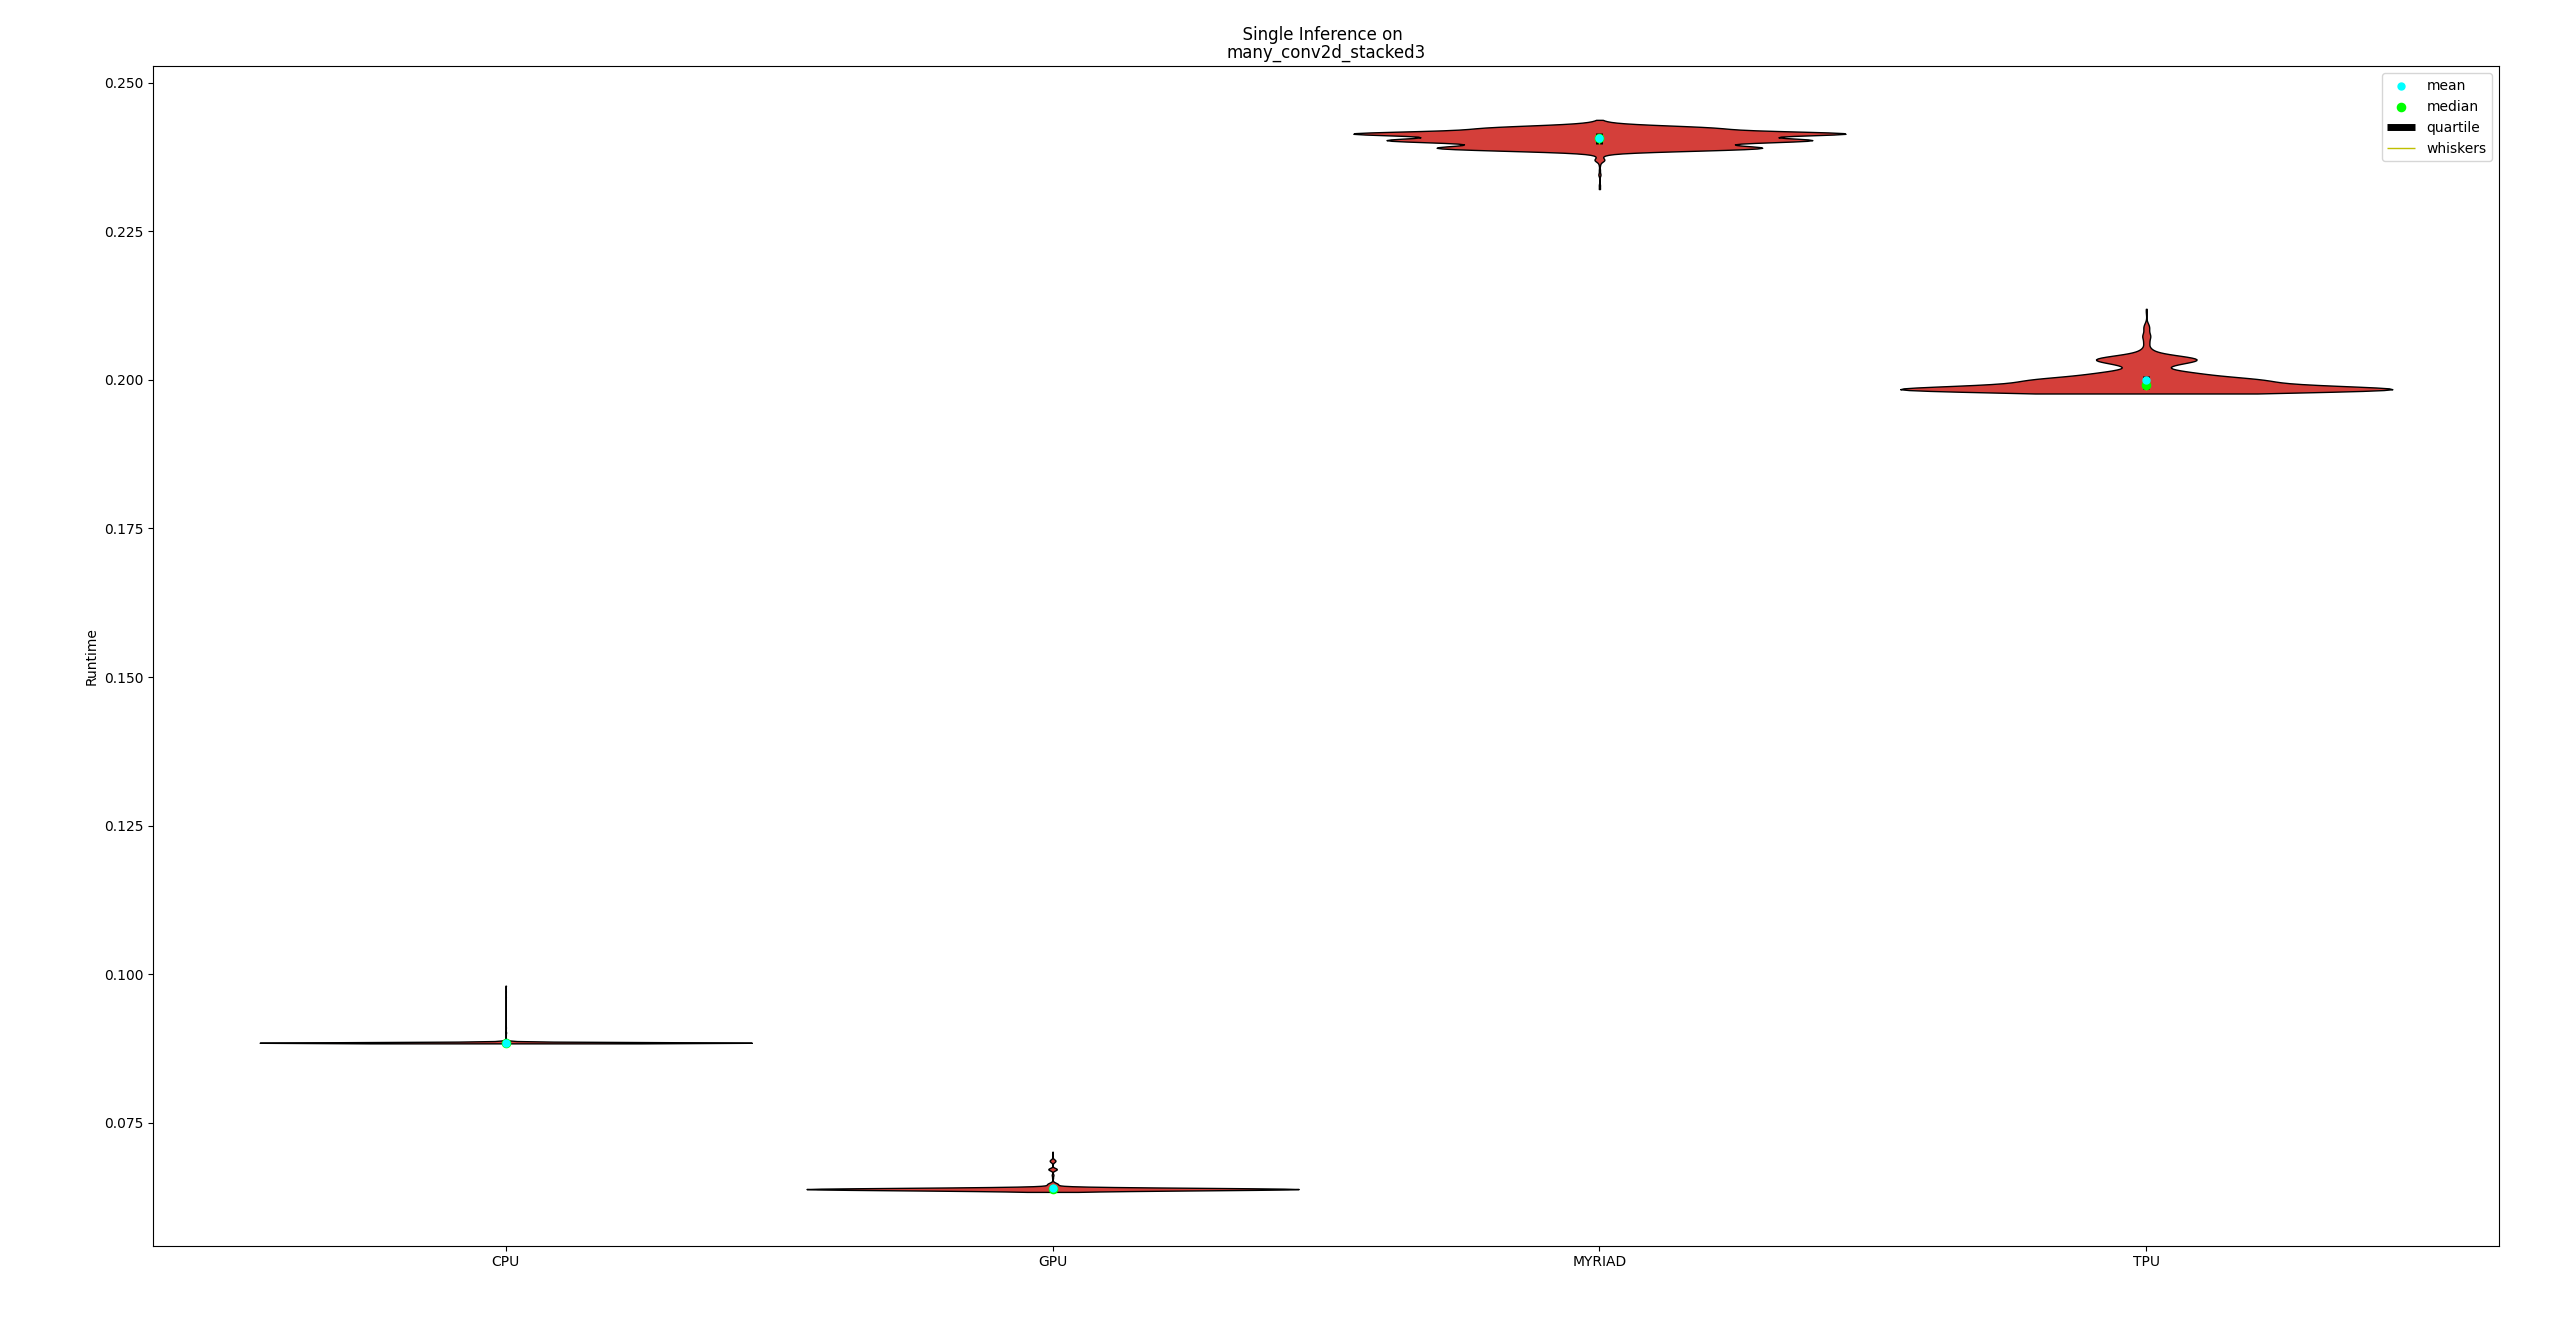 Single Inference on
many_conv2d_stacked3
mean
median
quartile
whiskers
Runtime
0.250
0.225
0.200
0.175
0.150
0.125
0.100
0.075
CPU
GPU
MYRIAD
TPU